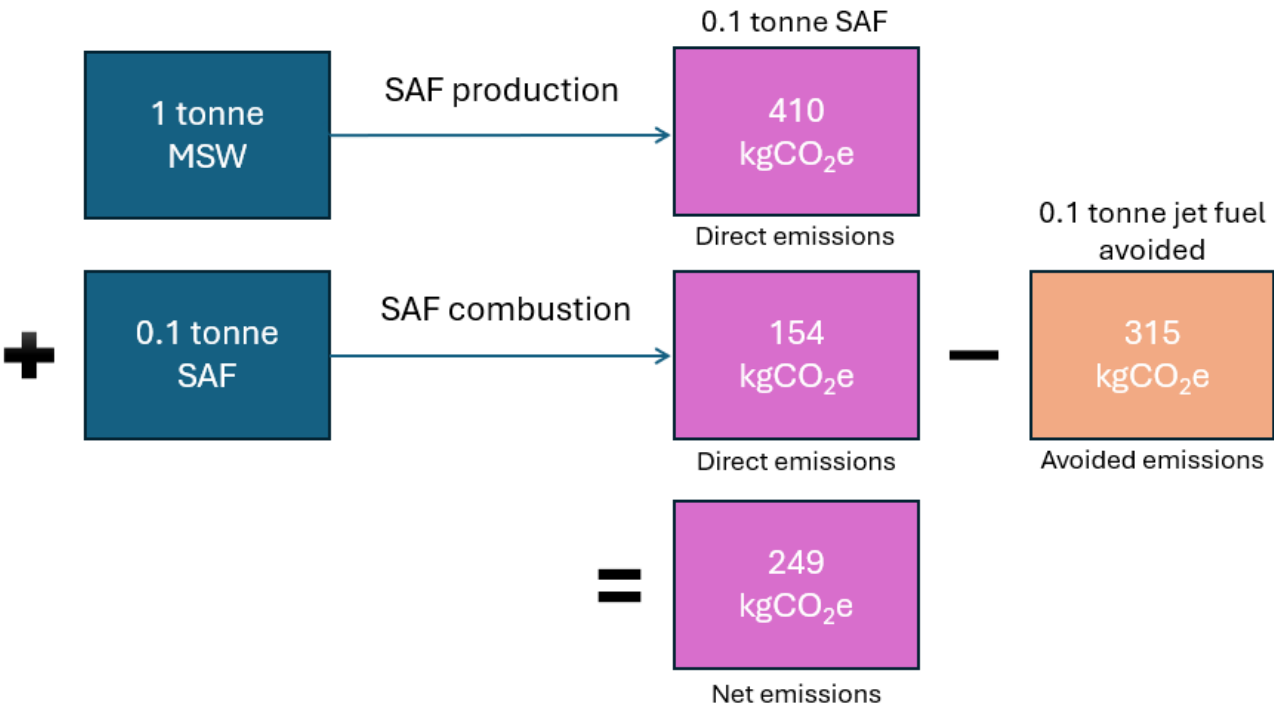 0.1 tonne SAF
1 tonne
MSW
SAF production
410
kgCO₂e
Direct emissions
0.1 tonne jet fuel
avoided
+
0.1 tonne
SAF
SAF combustion
154
kgCO₂e
Direct emissions
−
315
kgCO₂e
Avoided emissions
=
249
kgCO₂e
Net emissions